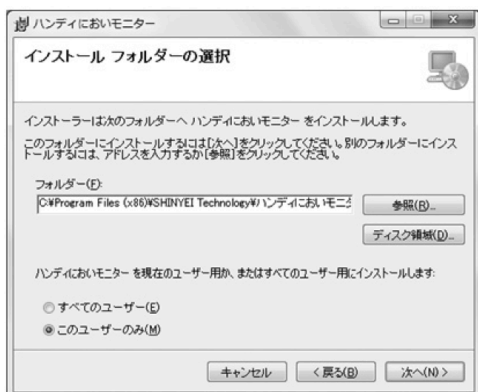 ハンディにおいモニター
インストール フォルダーの選択
インストーラーは次のフォルダーへ ハンディにおいモニター をインストールします。
このフォルダーにインストールするには[次へ]をクリックしてください。別のフォルダーにインス
トールするには、アドレスを入力するか[参照]をクリックしてください。
フォルダー(F):
C:¥Program Files (x86)¥SHINYEI Technology¥ハンディにおいモニタ
参照(R)...
ディスク領域(D)...
ハンディにおいモニター を現在のユーザー用か、またはすべてのユーザー用にインストールします:
すべてのユーザー(E)
このユーザーのみ(M)
キャンセル
< 戻る(B)
次へ(N) >